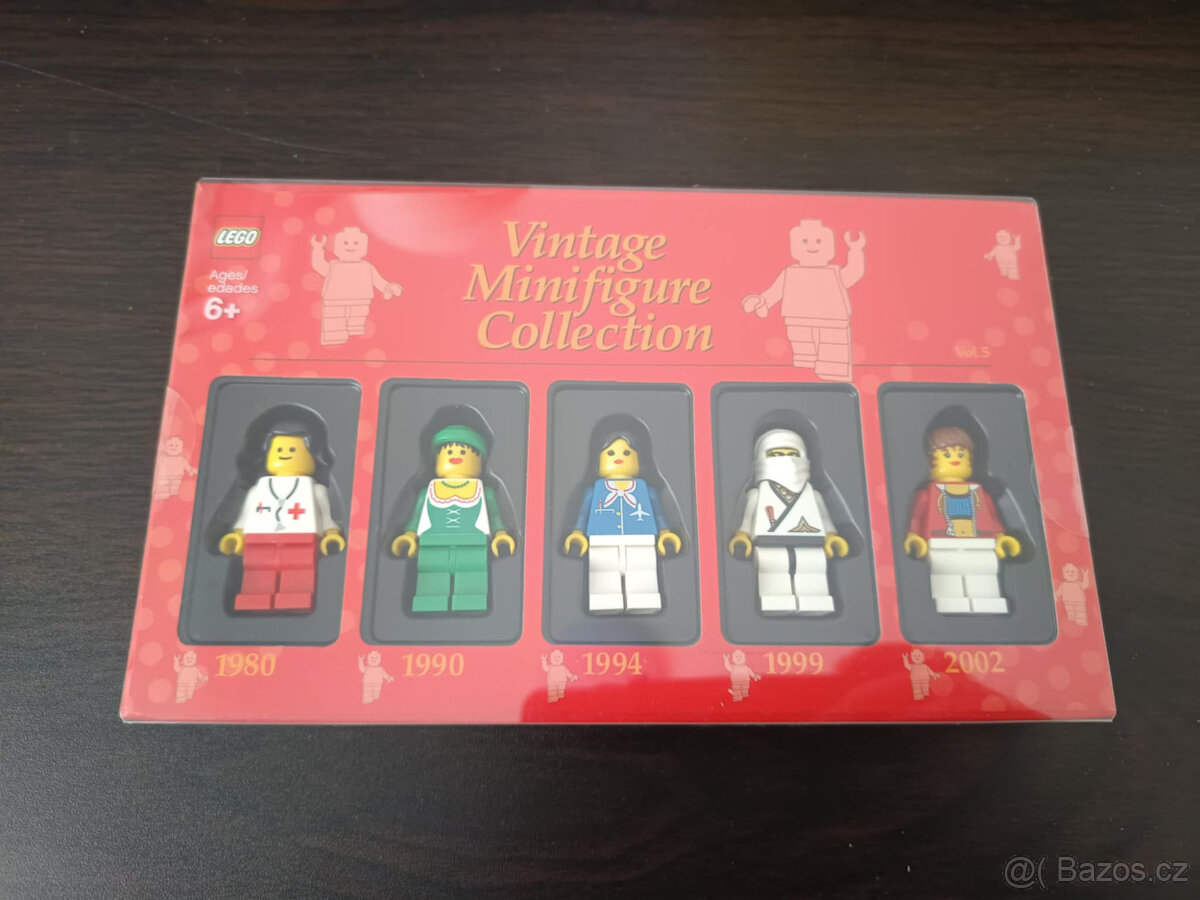 LEGO
Ages/
edades
6+
Vintage
Minifigure
Collection
vol.5
1980
1990
1994
1999
2002
@( Bazos.cz